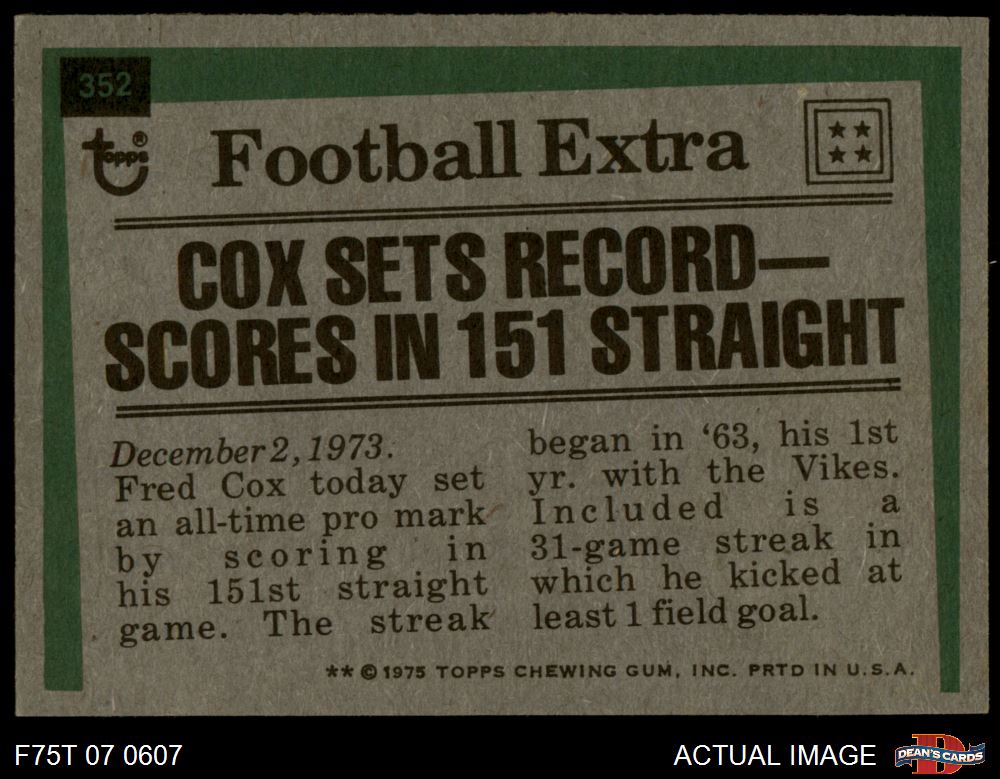 352
Topps®
Football Extra
COX SETS RECORD—
SCORES IN 151 STRAIGHT
December 2, 1973.
Fred Cox today set
an all-time pro mark
by scoring in
his 151st straight
game. The streak
began in ‘63, his 1st
yr. with the Vikes.
Included is a
31-game streak in
which he kicked at
least 1 field goal.
** © 1975 TOPPS CHEWING GUM, INC. PRTD IN U.S.A.
F75T 07 0607
ACTUAL IMAGE
DEAN'S CARDS